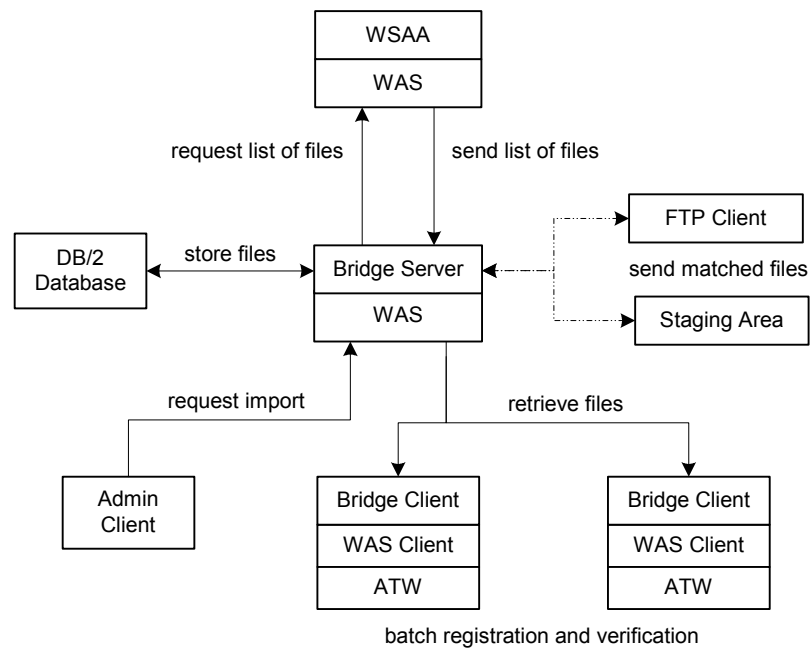 WSAA
WAS
request list of files
send list of files
FTP Client
DB/2
Database
store files
Bridge Server
send matched files
WAS
Staging Area
request import
retrieve files
Admin
Client
Bridge Client
WAS Client
ATW
Bridge Client
WAS Client
ATW
batch registration and verification